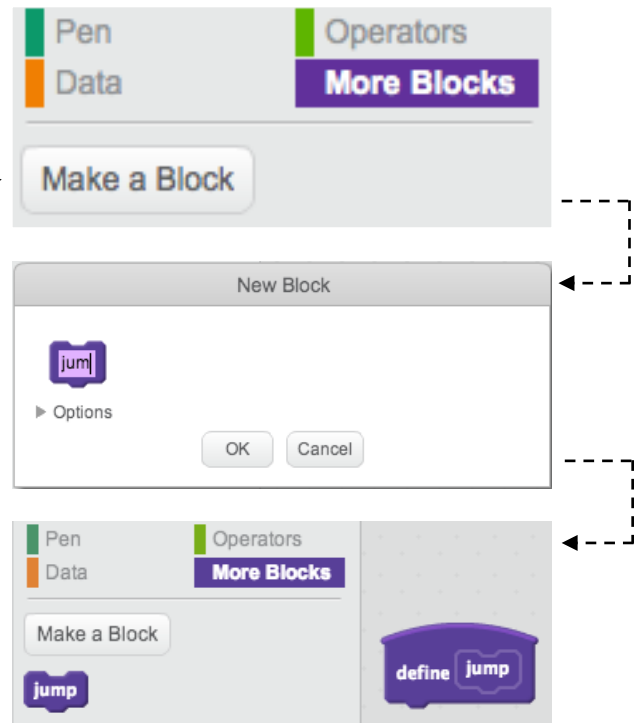 Pen Operators
Data More Blocks
Make a Block
New Block
jum
Options
OK Cancel
Pen Operators
Data More Blocks
Make a Block
jump
define jump